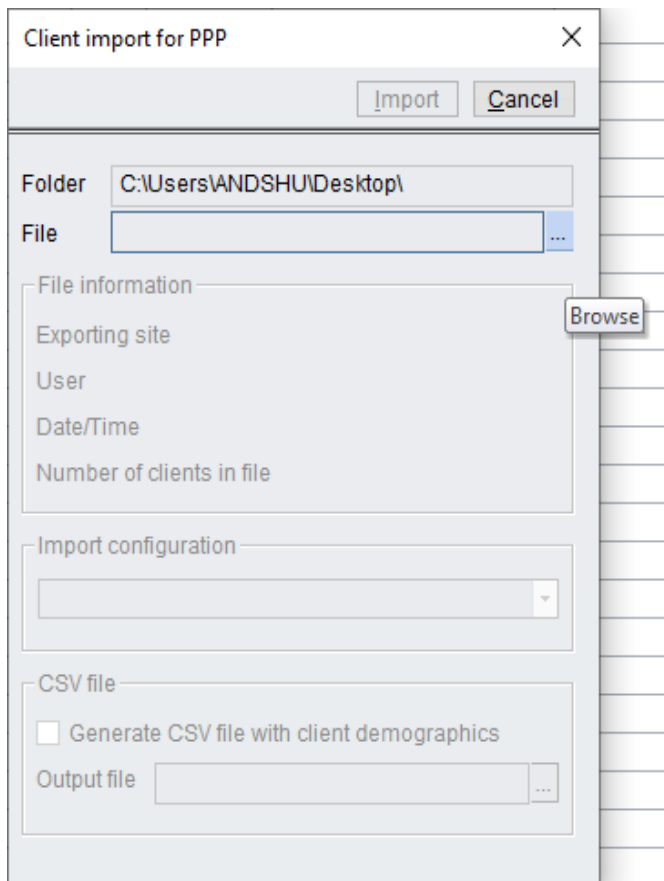 Client import for PPP
Import Cancel
Folder C:\Users\ANDSHU\Desktop\
File ...
File information
Browse
Exporting site
User
Date/Time
Number of clients in file
Import configuration
CSV file
Generate CSV file with client demographics
Output file ...